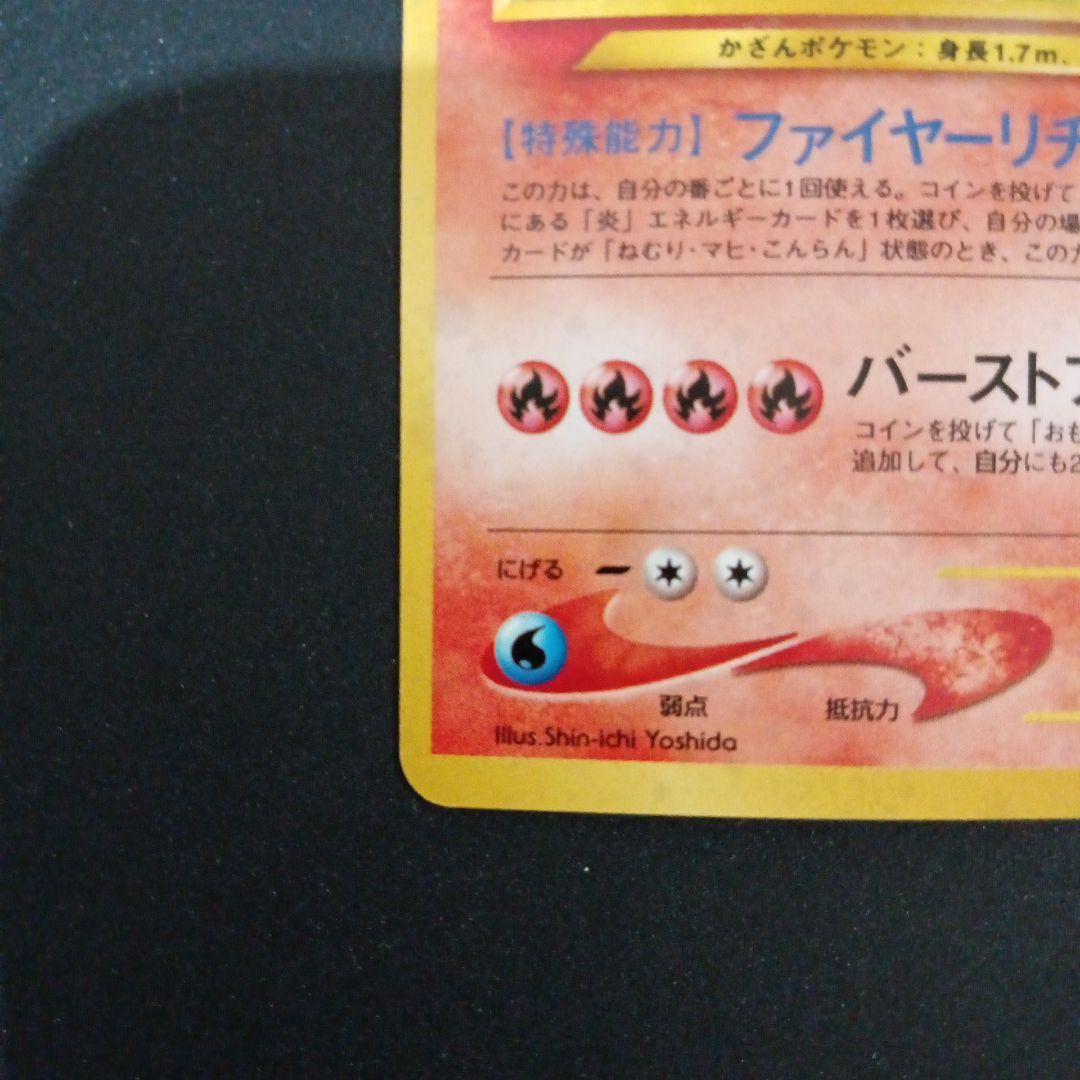 かざんポケモン：身長1.7m、
【特殊能力】 ファイヤーリチ
この力は、自分の番ごとに1回使える。コインを投げて
にある「炎」エネルギーカードを1枚選び、自分の場
カードが「ねむり・マヒ・こんらん」状態のとき、この力
バースト
コインを投げて「おも
追加して、自分にも2
にげる
弱点 抵抗力
Illus.Shin-ichi Yoshida